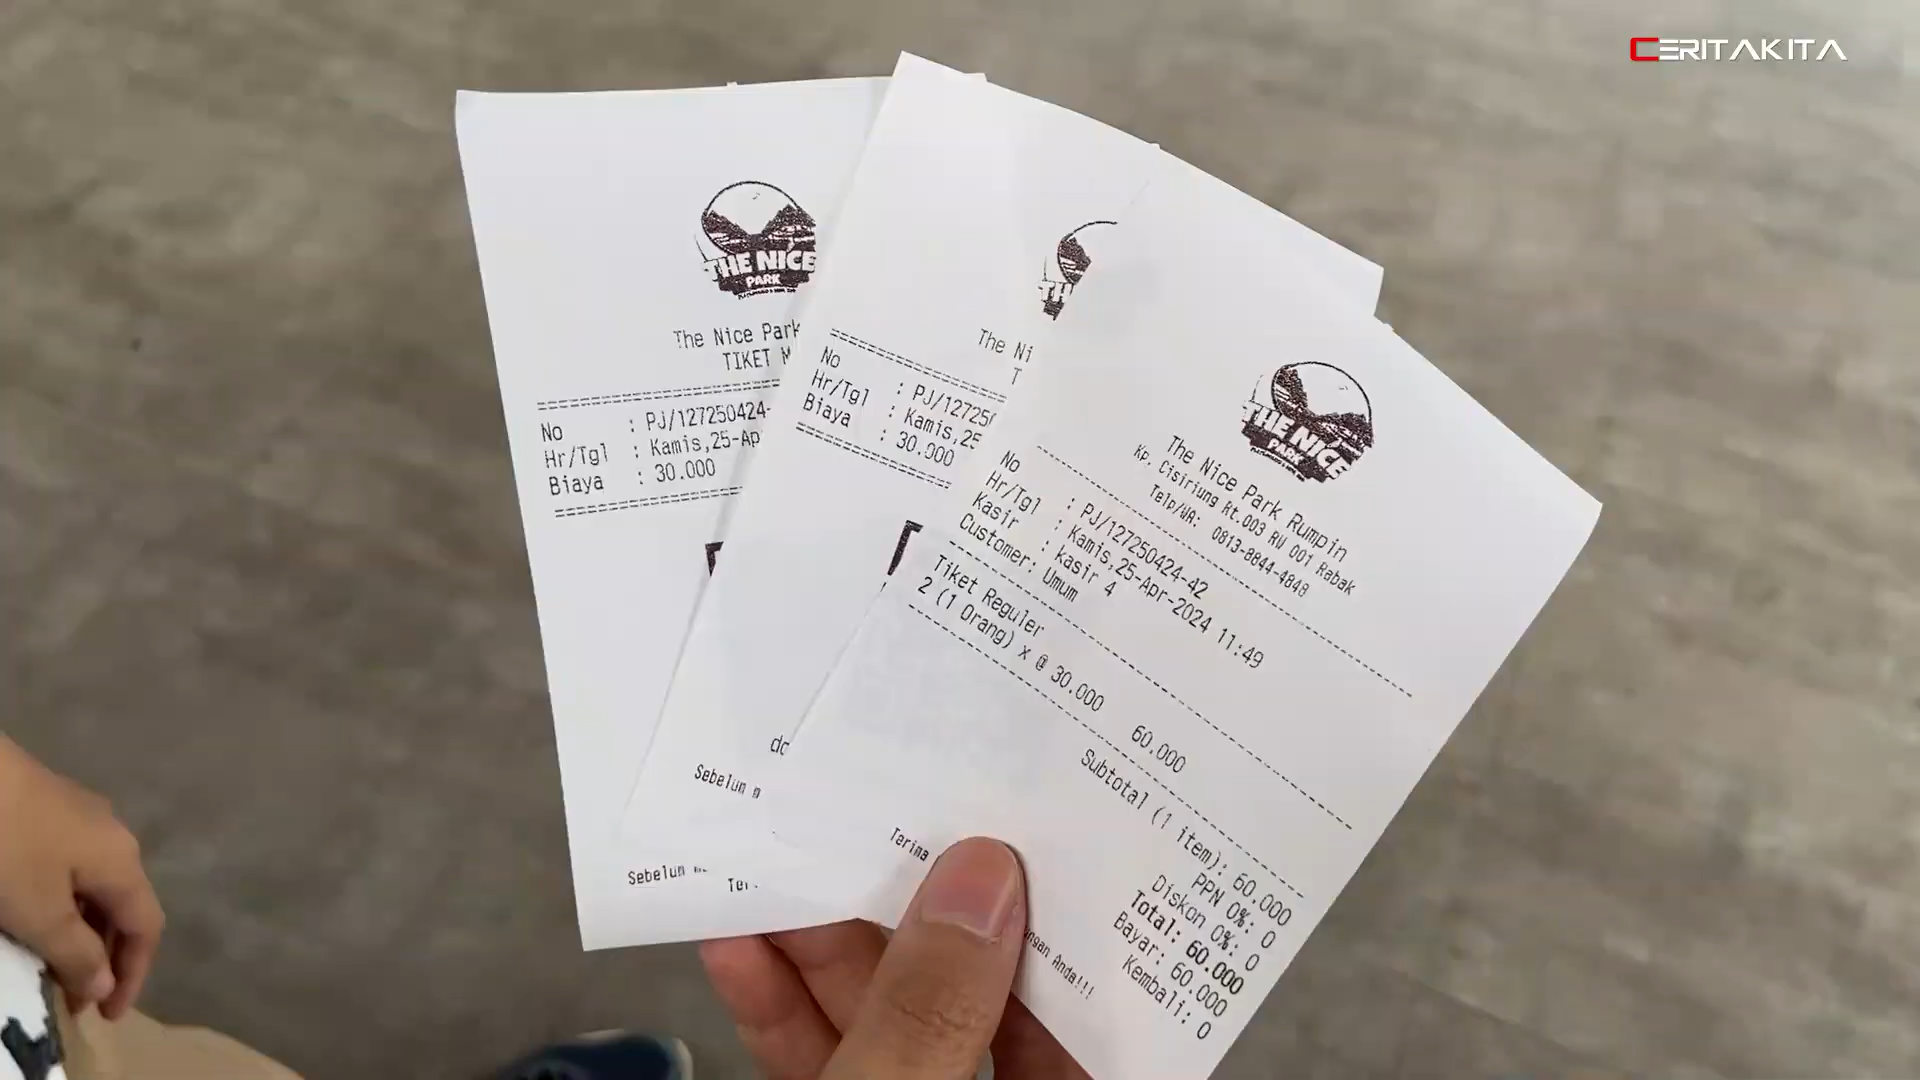 CERITAKITA
THE NICE
PARK
The Nice Park
TIKET
No : PJ/127250424-
Hr/Tgl : Kamis,25-Ap
Biaya : 30.000
Sebelum
TH
The Ni
T
No : PJ/12725
Hr/Tgl : Kamis,25
Biaya : 30.000
Sebelum
THE NICE
PARK
The Nice Park Rumpin
Kp. Cisiriung Rt.003 RW 001 Rabak
Telp/WA: 0813-8844-4848
No : PJ/127250424-42
Hr/Tgl : Kamis,25-Apr-2024 11:49
Kasir : kasir 4
Customer: Umum
Tiket Reguler
2 (1 Orang) x @ 30.000 60.000
Subtotal (1 item): 60.000
PPN 0%: 0
Diskon 0%: 0
Total: 60.000
Bayar: 60.000
Kembali: 0
Terima
ungan Anda!!!